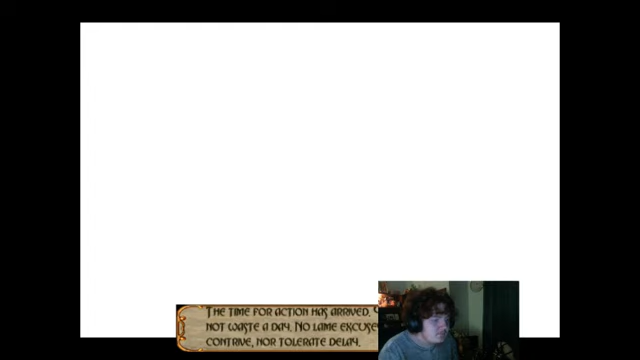 The time for action has arrived.
not waste a day. No lame excuse
contrive, nor tolerate delay.